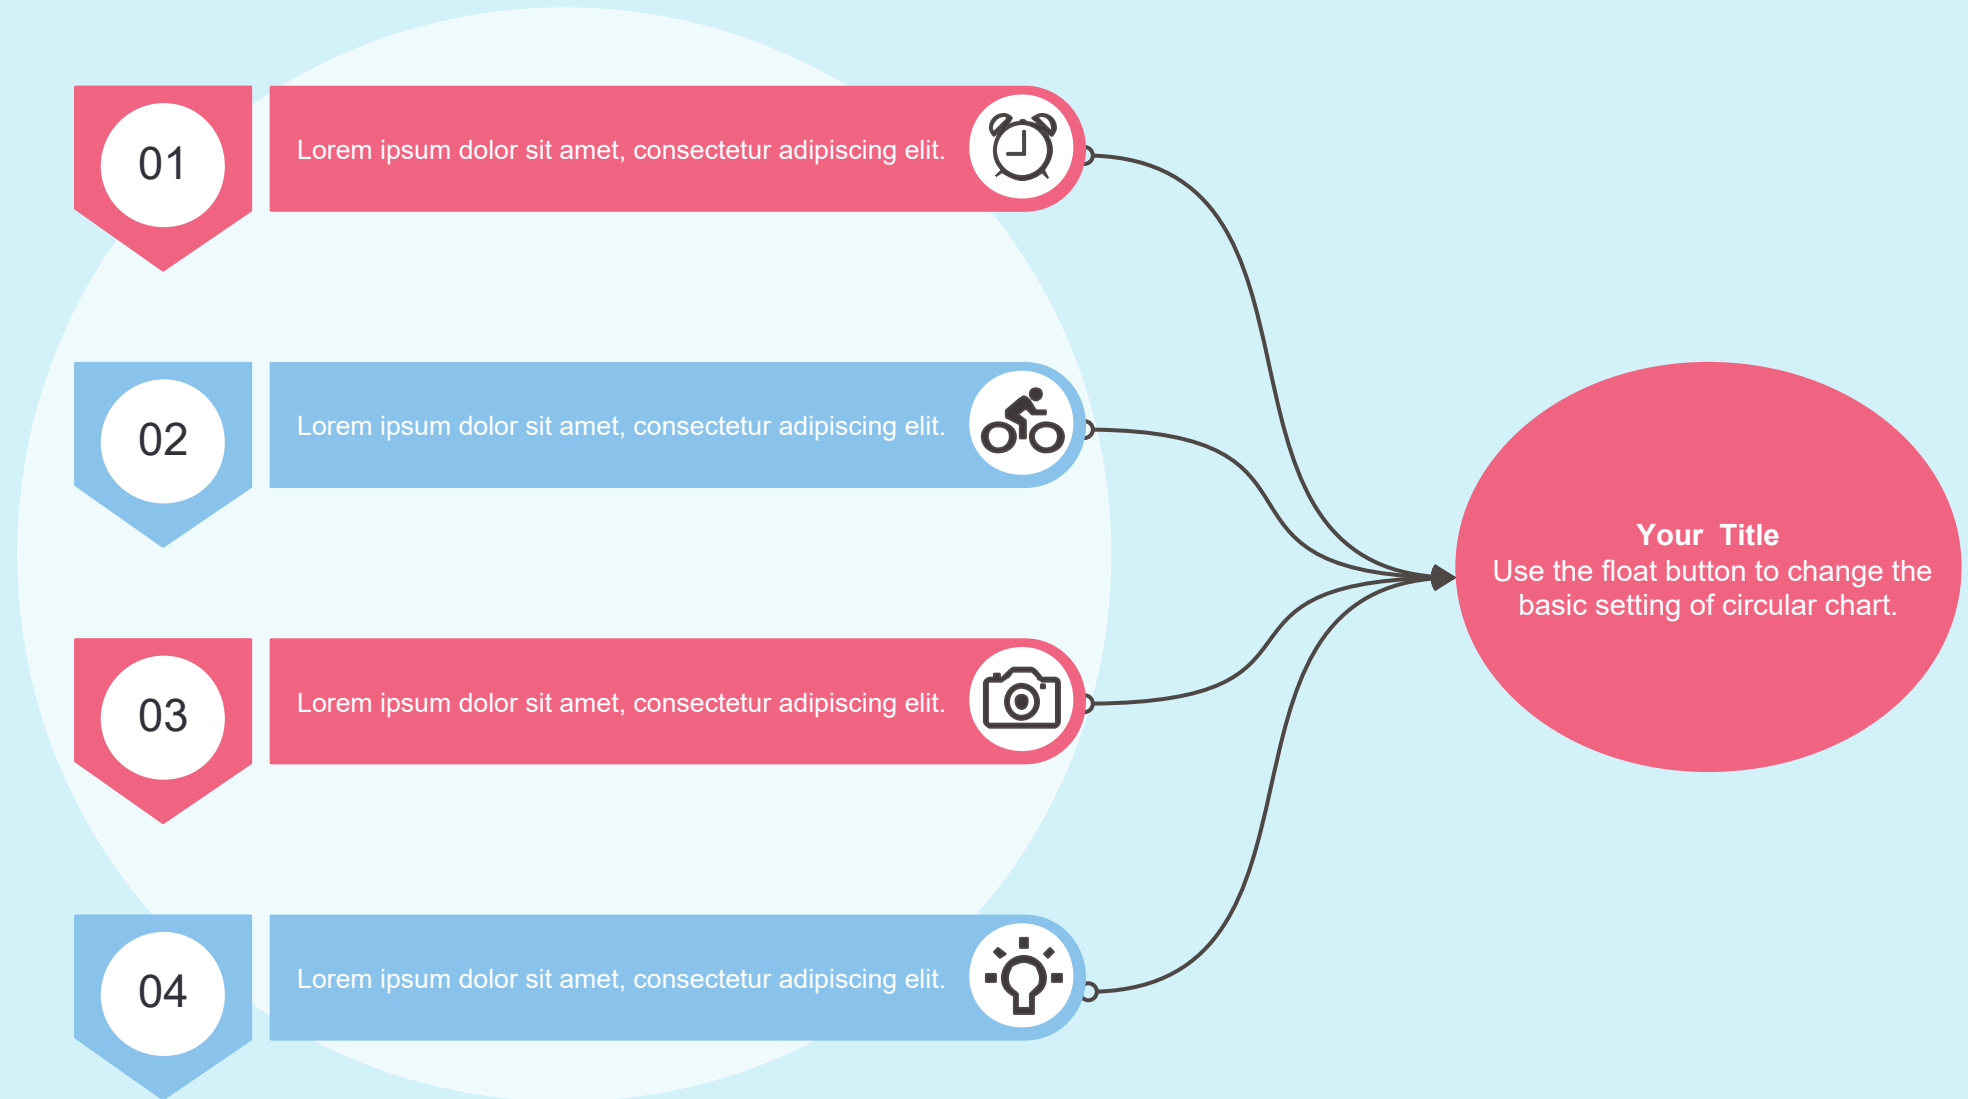 01
Lorem ipsum dolor sit amet, consectetur adipiscing elit.
02
Lorem ipsum dolor sit amet, consectetur adipiscing elit.
03
Lorem ipsum dolor sit amet, consectetur adipiscing elit.
04
Lorem ipsum dolor sit amet, consectetur adipiscing elit.
Your  Title
Use the float button to change the
basic setting of circular chart.